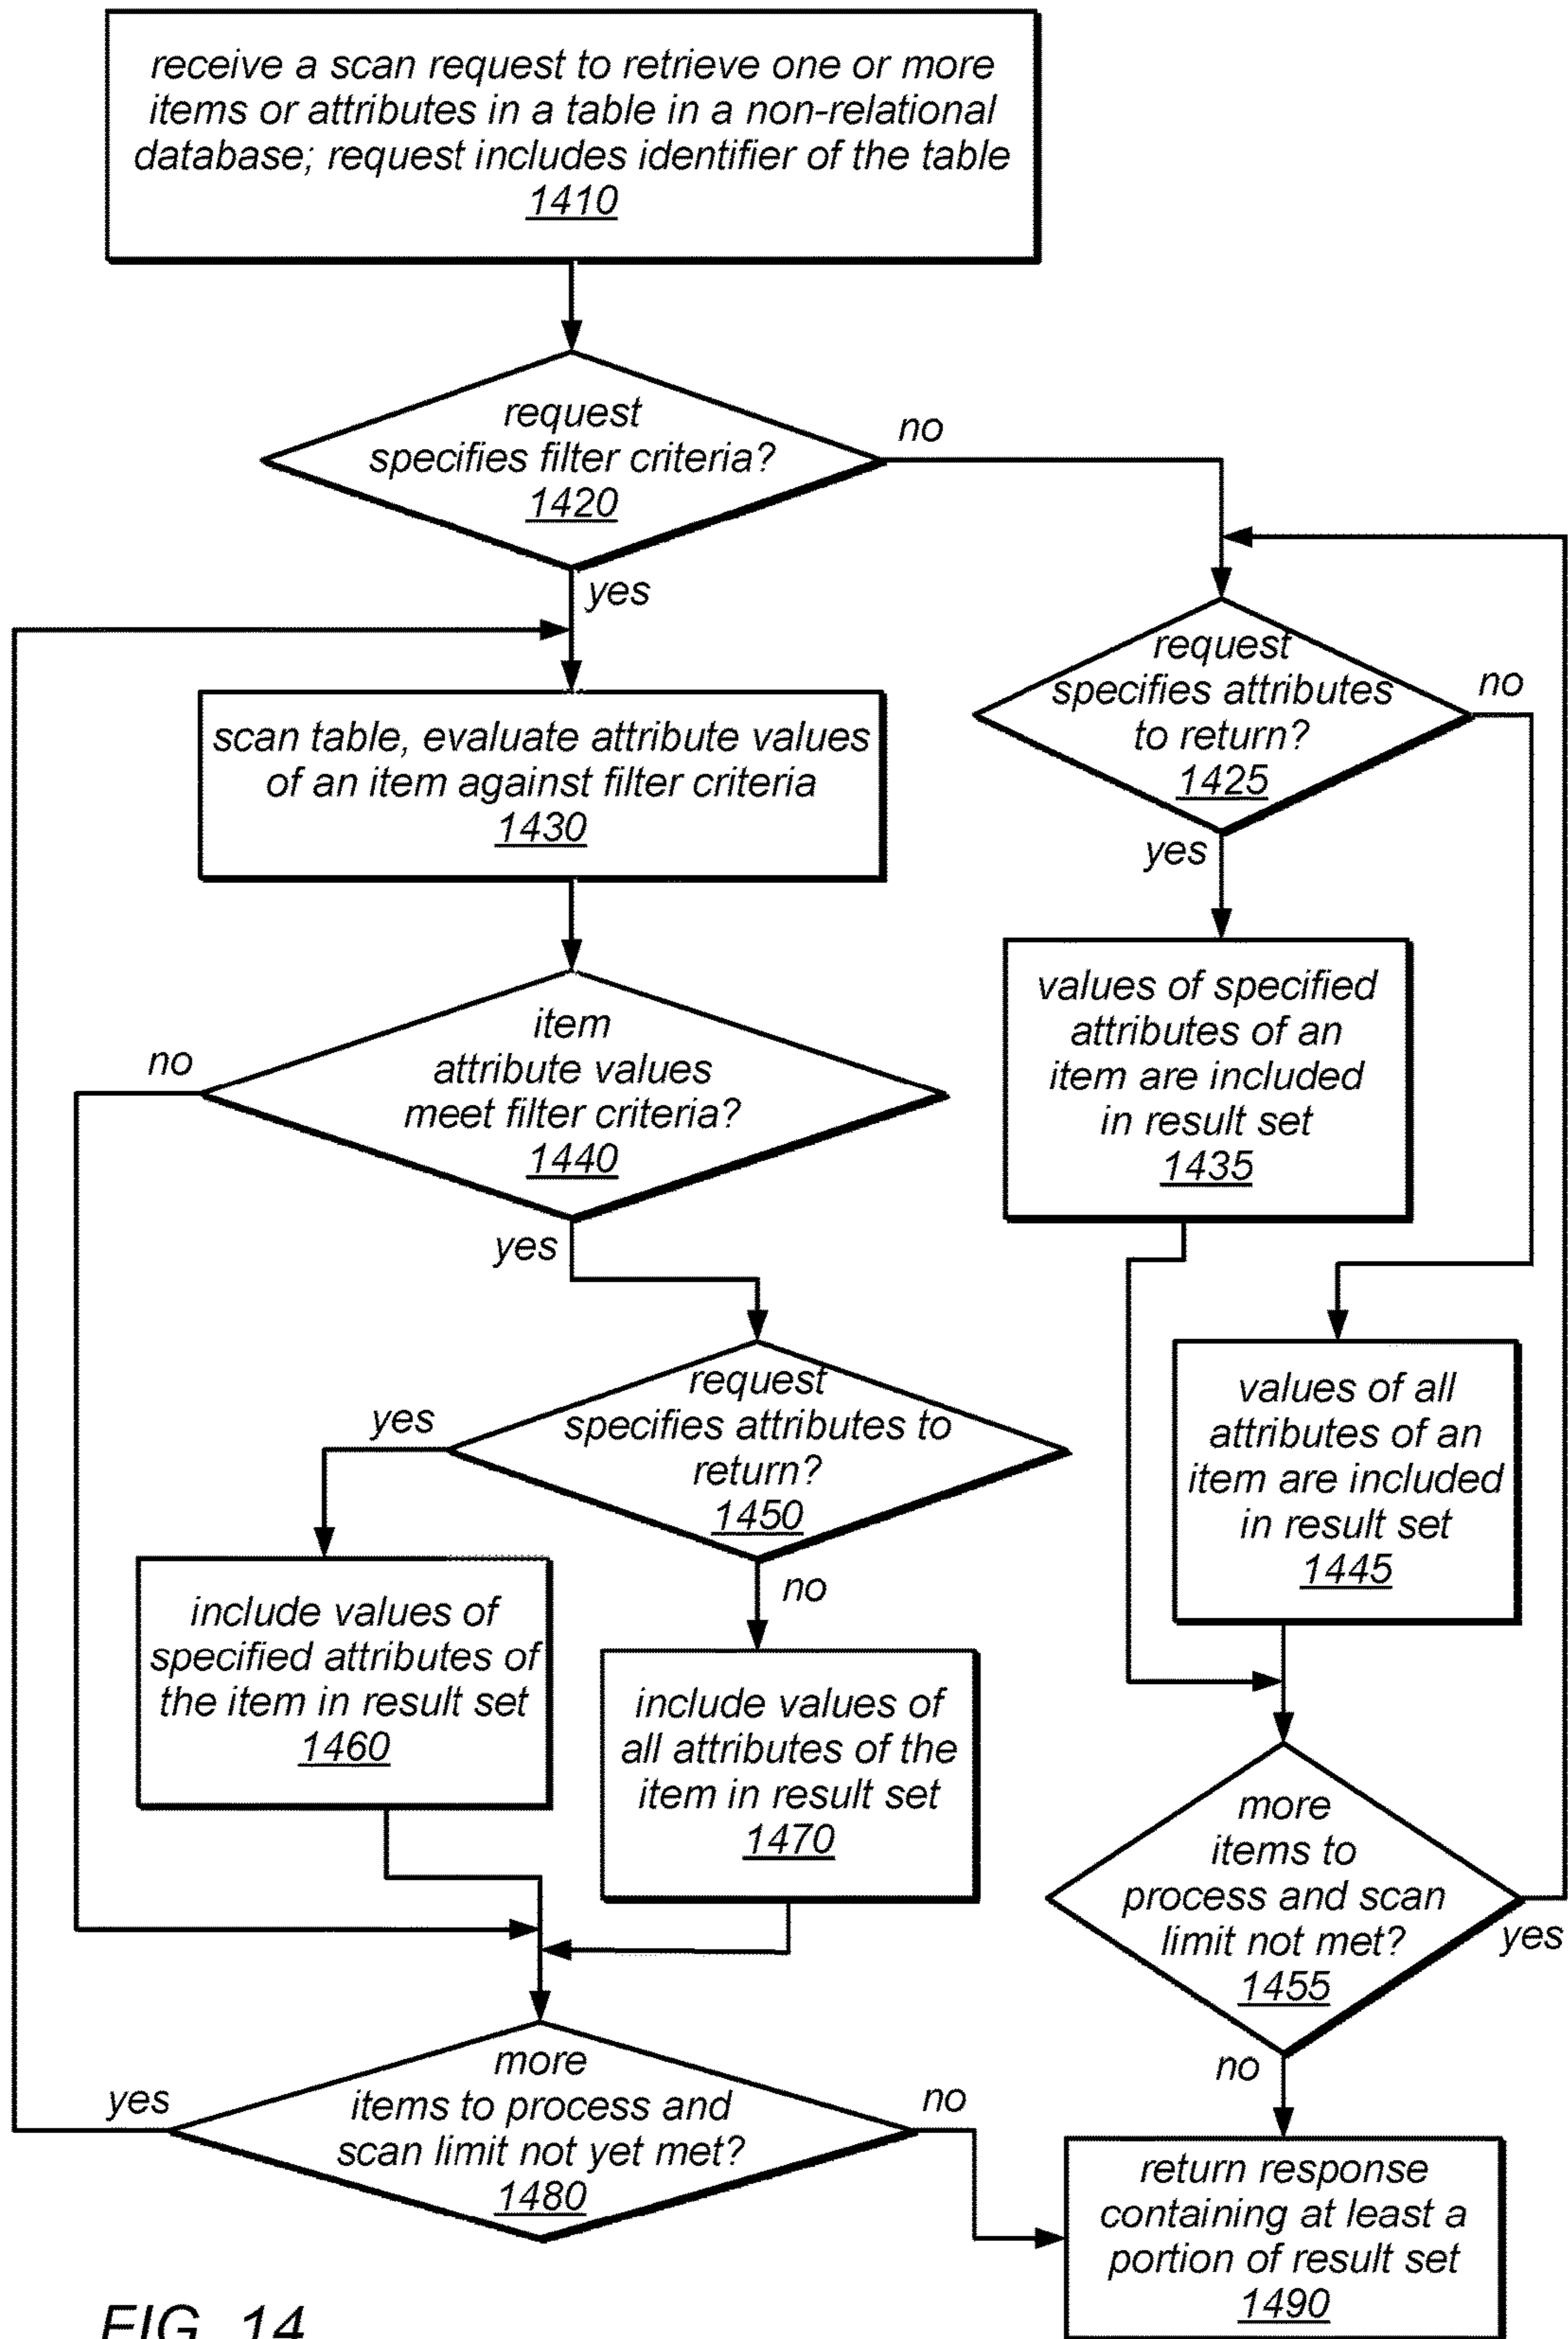 receive a scan request to retrieve one or more
items or attributes in a table in a non-relational
database; request includes identifier of the table
1410
request
specifies filter criteria?
1420
no
yes
request
specifies attributes
to return?
1425
no
yes
scan table, evaluate attribute values
of an item against filter criteria
1430
values of specified
attributes of an
item are included
in result set
1435
item
attribute values
meet filter criteria?
1440
no
yes
request
specifies attributes to
return?
1450
yes
no
values of all
attributes of an
item are included
in result set
1445
include values of
specified attributes of
the item in result set
1460
include values of
all attributes of the
item in result set
1470
more
items to
process and scan
limit not met?
1455
yes
no
more
items to process and
scan limit not yet met?
1480
yes
no
return response
containing at least a
portion of result set
1490
FIG. 14